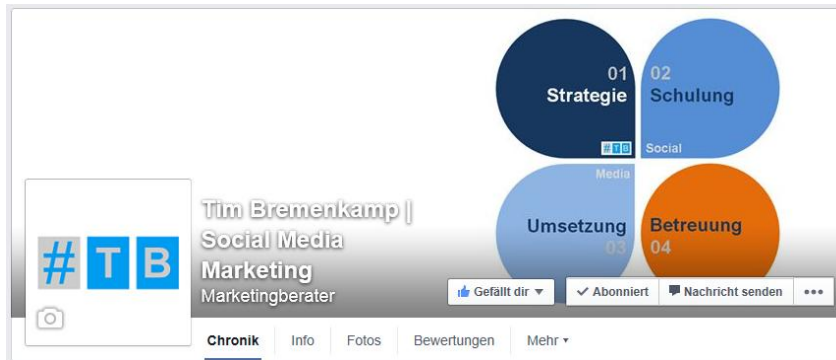 01
Strategie
02
Schulung
#TB
Social
Media
Umsetzung
03
Betreuung
04
#TB
Tim Bremenkamp |
Social Media
Marketing
Marketingberater
Gefällt dir
Abonniert
Nachricht senden
Chronik Info Fotos Bewertungen Mehr